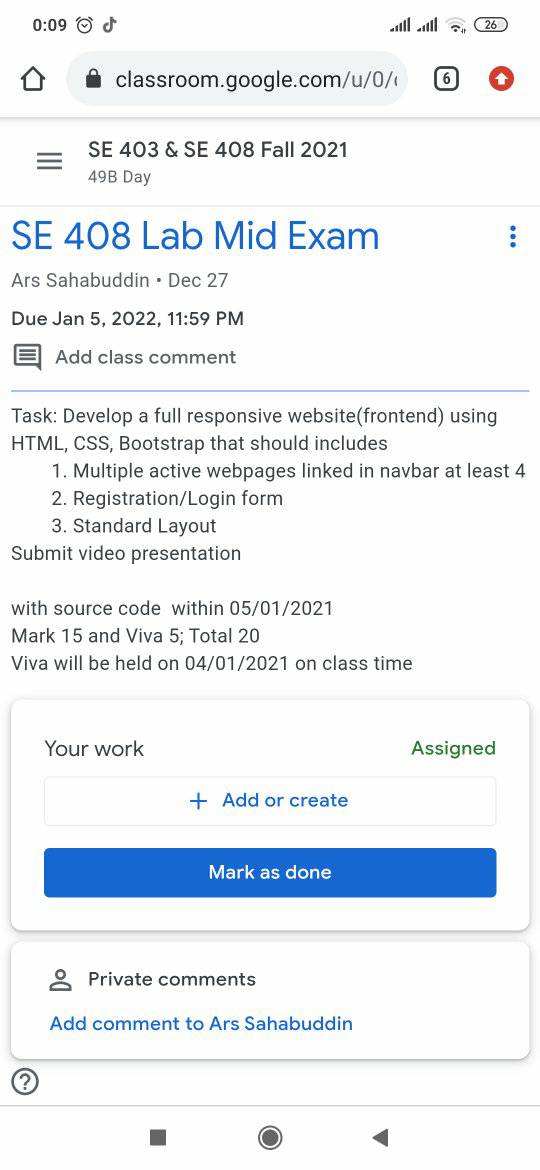 0:09
26
classroom.google.com/u/0/
6
SE 403 & SE 408 Fall 2021
49B Day
SE 408 Lab Mid Exam
Ars Sahabuddin • Dec 27
Due Jan 5, 2022, 11:59 PM
Add class comment
Task: Develop a full responsive website(frontend) using
HTML, CSS, Bootstrap that should includes
1. Multiple active webpages linked in navbar at least 4
2. Registration/Login form
3. Standard Layout
Submit video presentation
with source code  within 05/01/2021
Mark 15 and Viva 5; Total 20
Viva will be held on 04/01/2021 on class time
Your work
Assigned
+ Add or create
Mark as done
Private comments
Add comment to Ars Sahabuddin
?